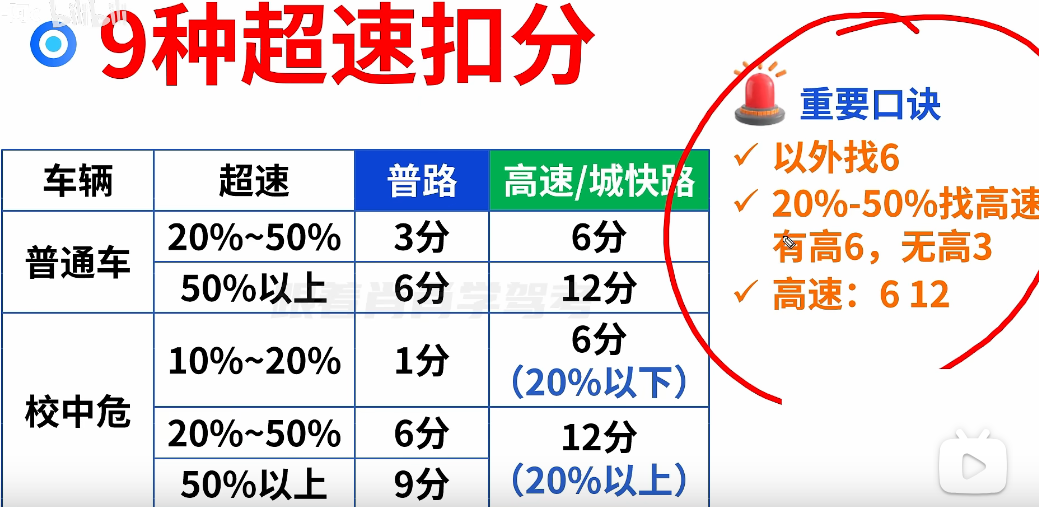 bilibili
9种超速扣分
车辆 超速 普路 高速/城快路
普通车 20%~50% 3分 6分
50%以上 6分 12分
校中危 10%~20% 1分 6分
(20%以下)
20%~50% 6分 12分
(20%以上)
50%以上 9分
重要口诀
✓ 以外找6
✓ 20%-50%找高速
有高6，无高3
✓ 高速：6 12